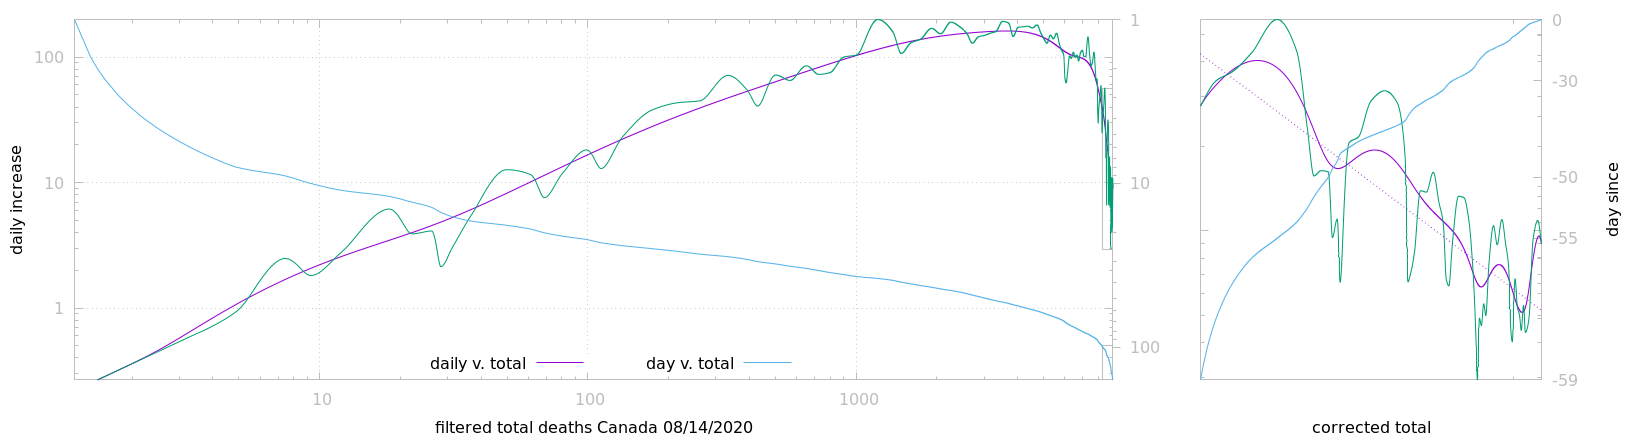 1
0
100
-30
daily increase
10
10
-50
day since
-55
1
daily v. total
day v. total
100
-59
10
100
1000
filtered total deaths Canada 08/14/2020
corrected total